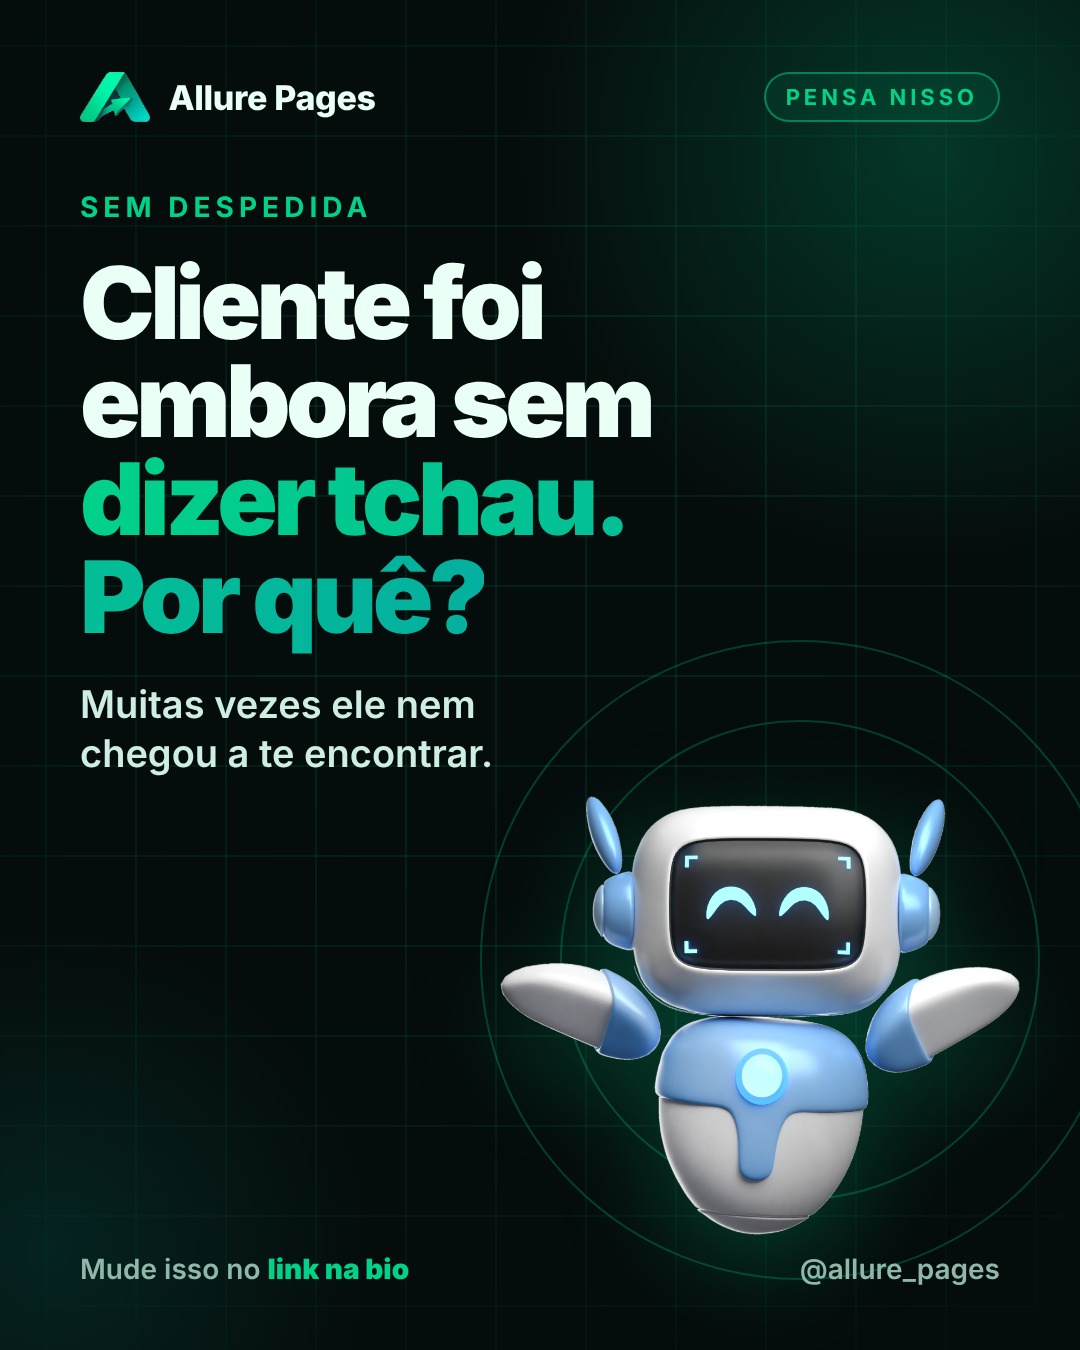 Allure Pages
PENSA NISSO
SEM DESPEDIDA
Cliente foi
embora sem
dizer tchau.
Por quê?
Muitas vezes ele nem
chegou a te encontrar.
Mude isso no link na bio
@allure_pages